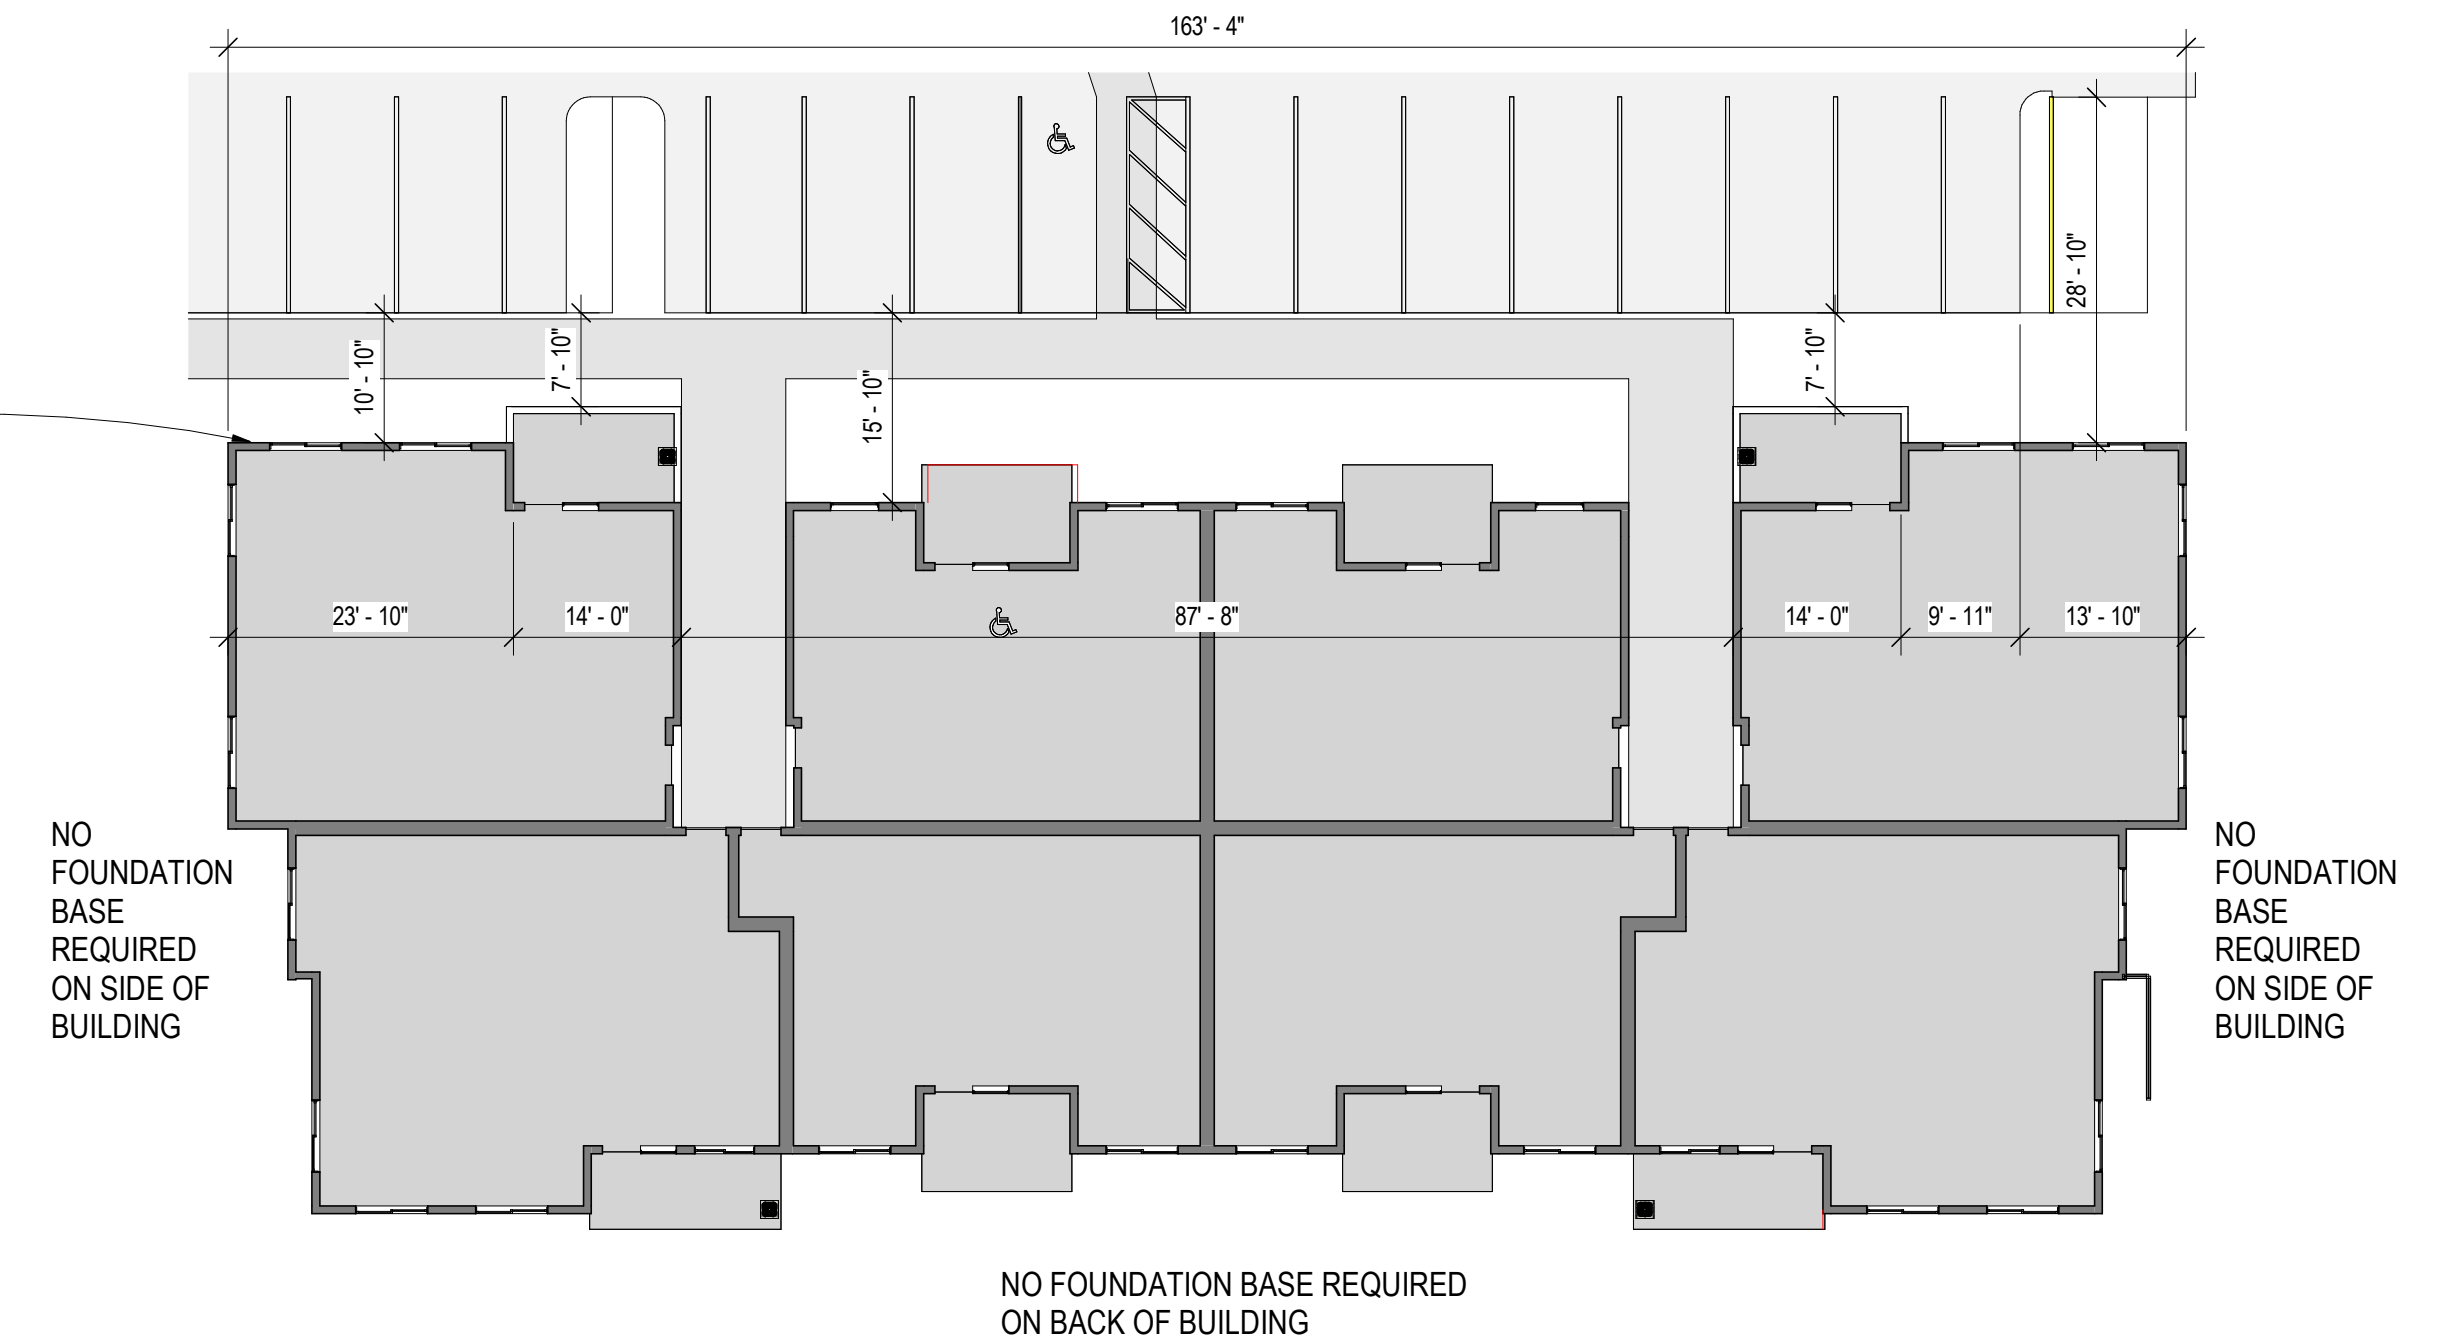 163' - 4"
28' - 10"
10' - 10"
7' - 10"
15' - 10"
7' - 10"
23' - 10"
14' - 0"
87' - 8"
14' - 0"
9' - 11"
13' - 10"
NO
FOUNDATION
BASE
REQUIRED
ON SIDE OF
BUILDING
NO
FOUNDATION
BASE
REQUIRED
ON SIDE OF
BUILDING
NO FOUNDATION BASE REQUIRED
ON BACK OF BUILDING